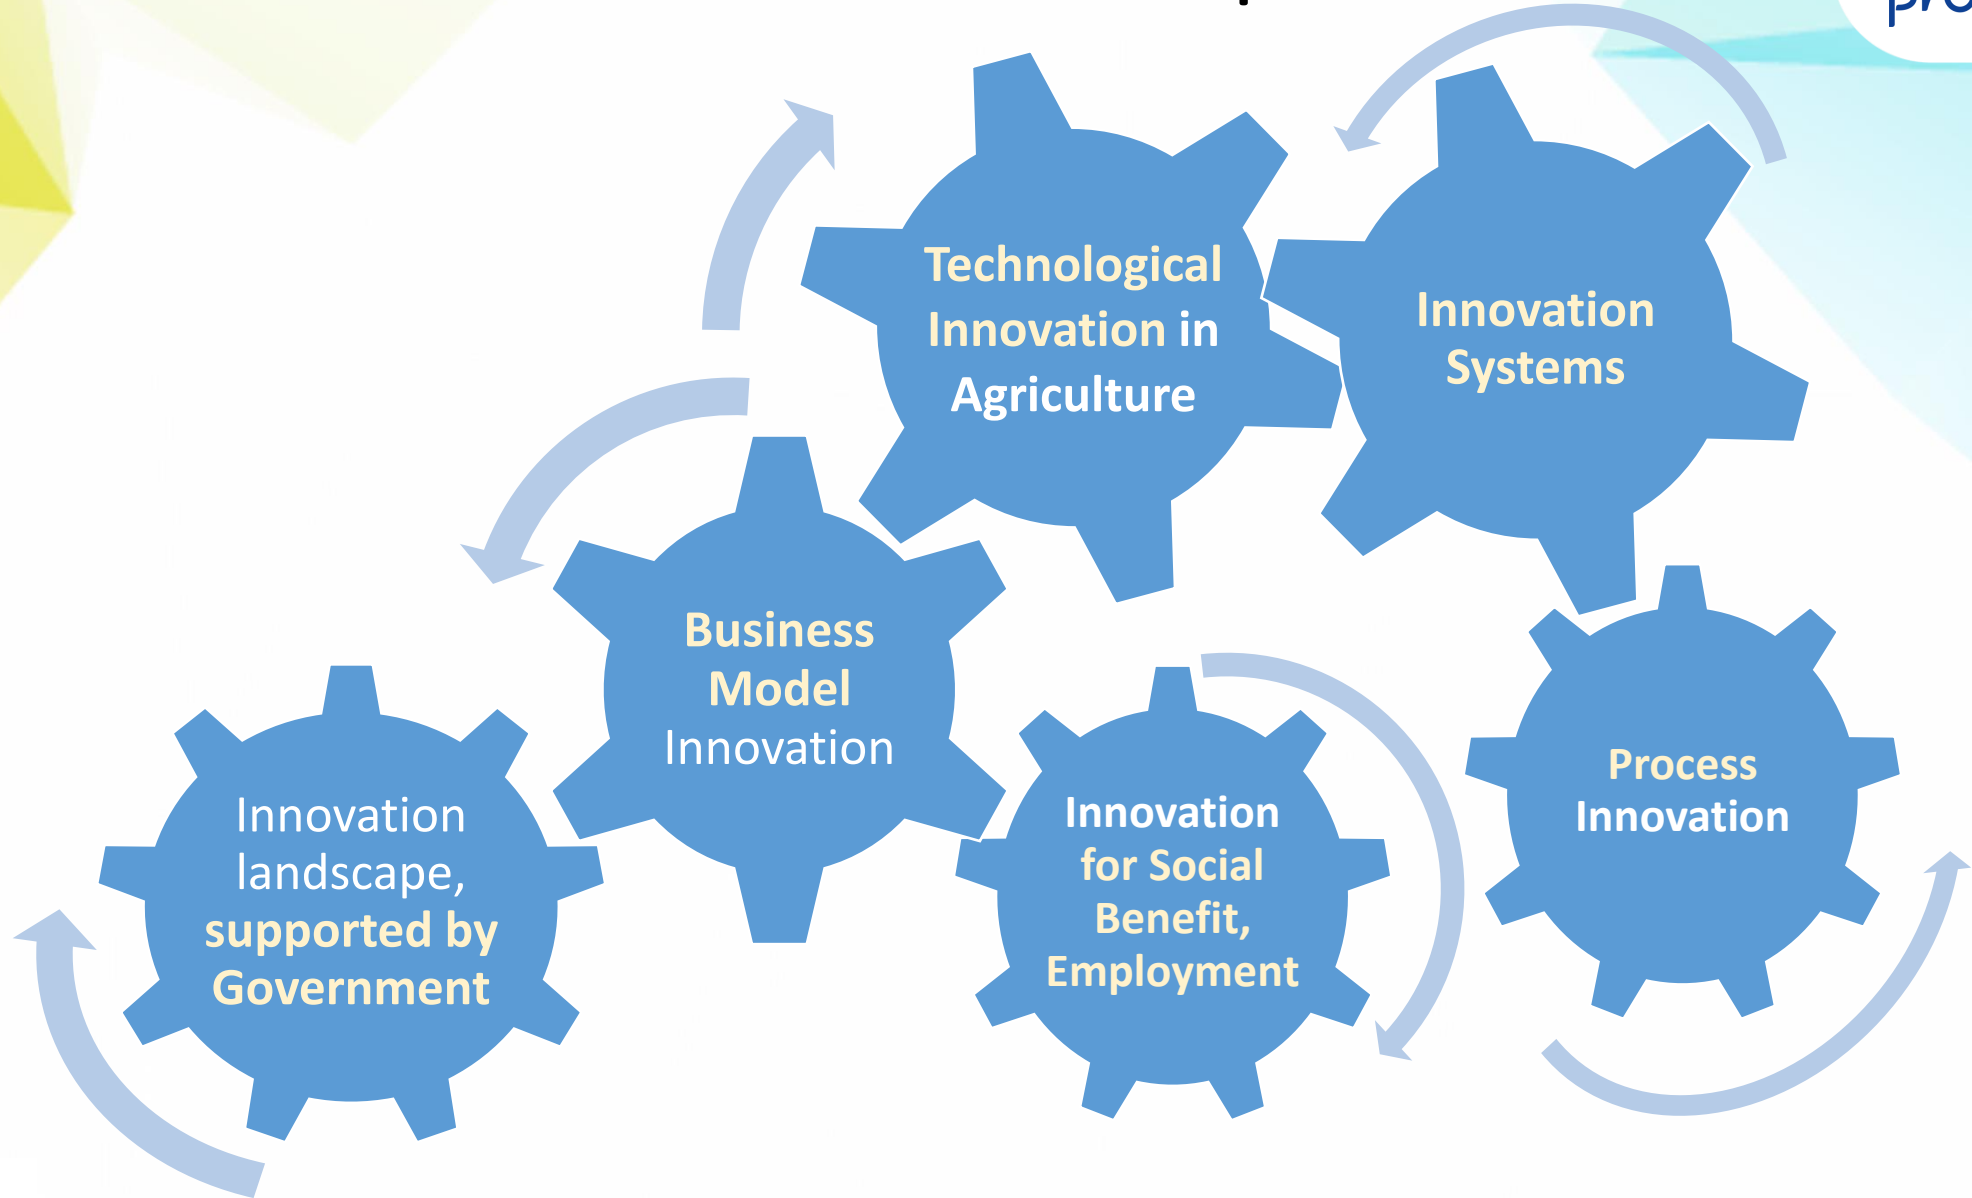 Technological
Innovation in
Agriculture
Innovation
Systems
Business
Model
Innovation
Process
Innovation
Innovation
landscape,
supported by
Government
Innovation
for Social
Benefit,
Employment